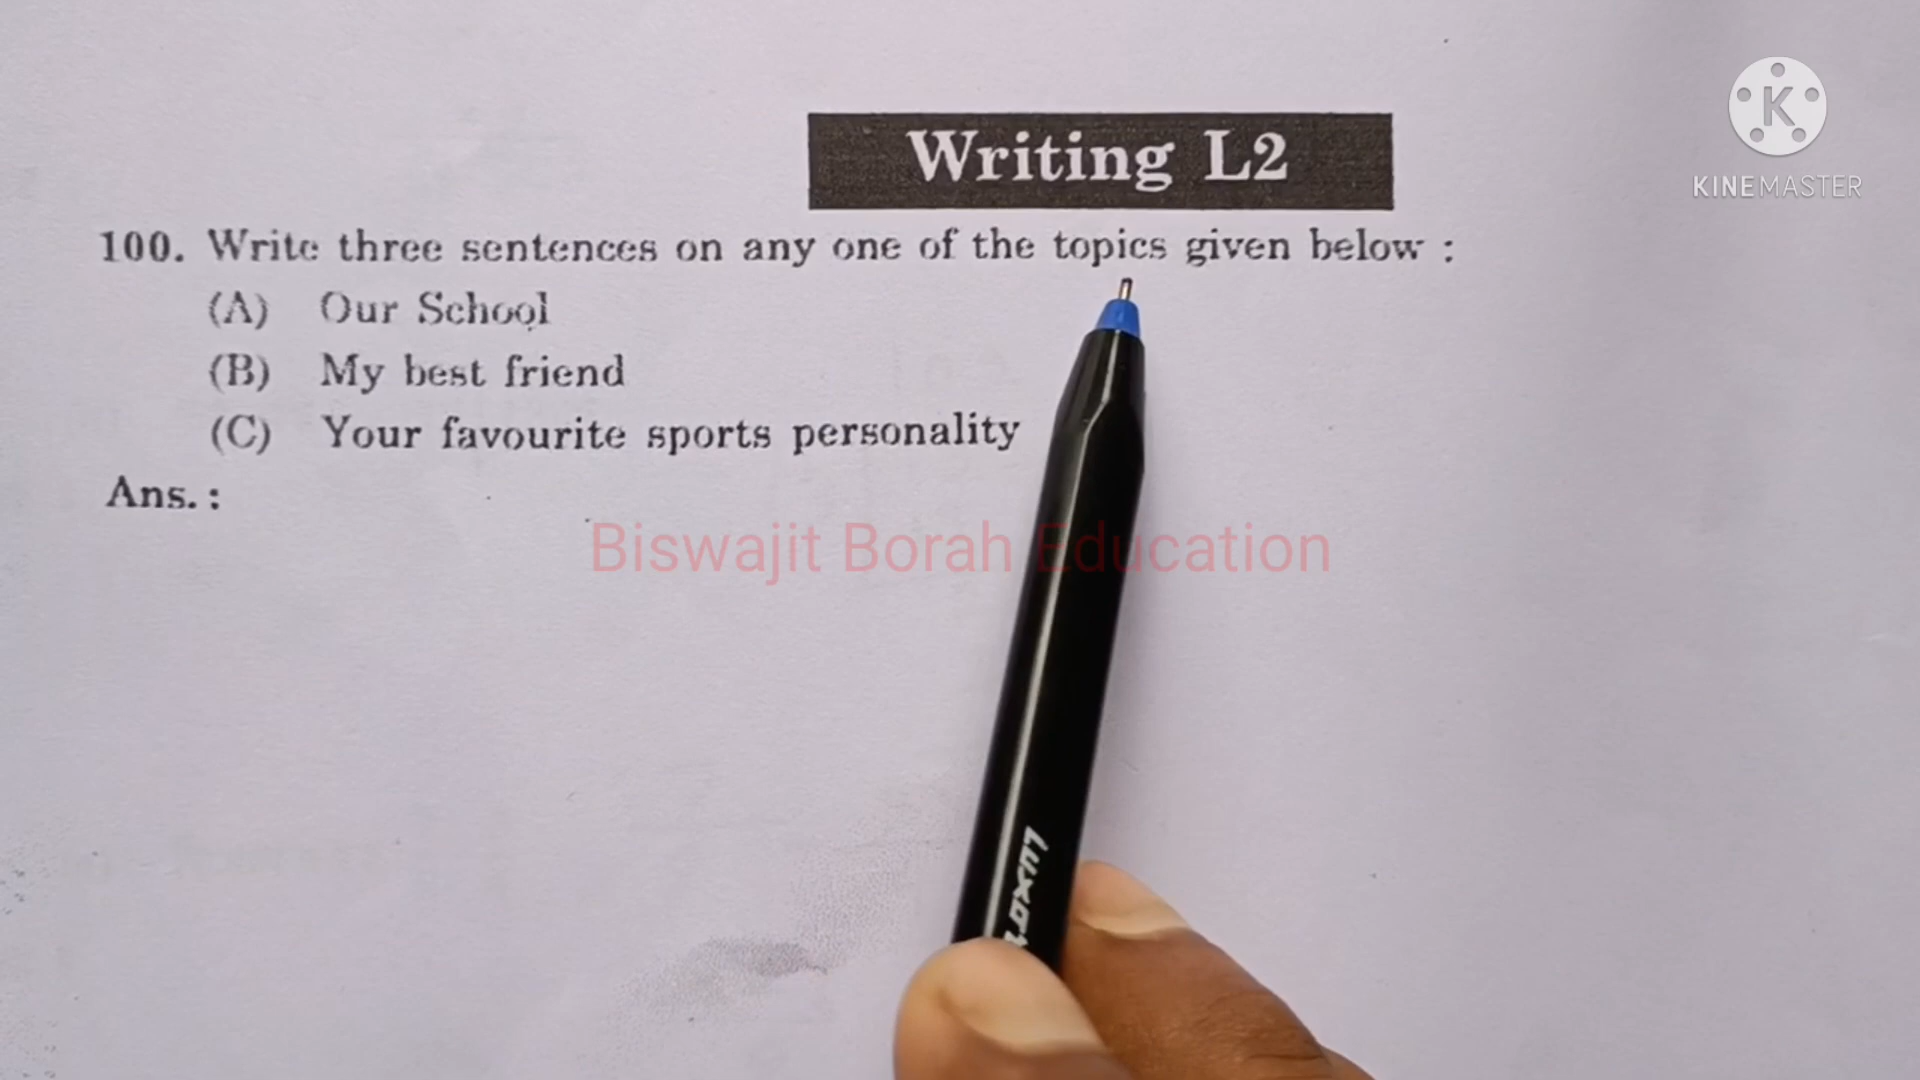 Writing L2
K
KINEMASTER
100. Write three sentences on any one of the topics given below :
(A) Our School
(B) My best friend
(C) Your favourite sports personality
Ans. :
Biswajit Borah Education
Luxor